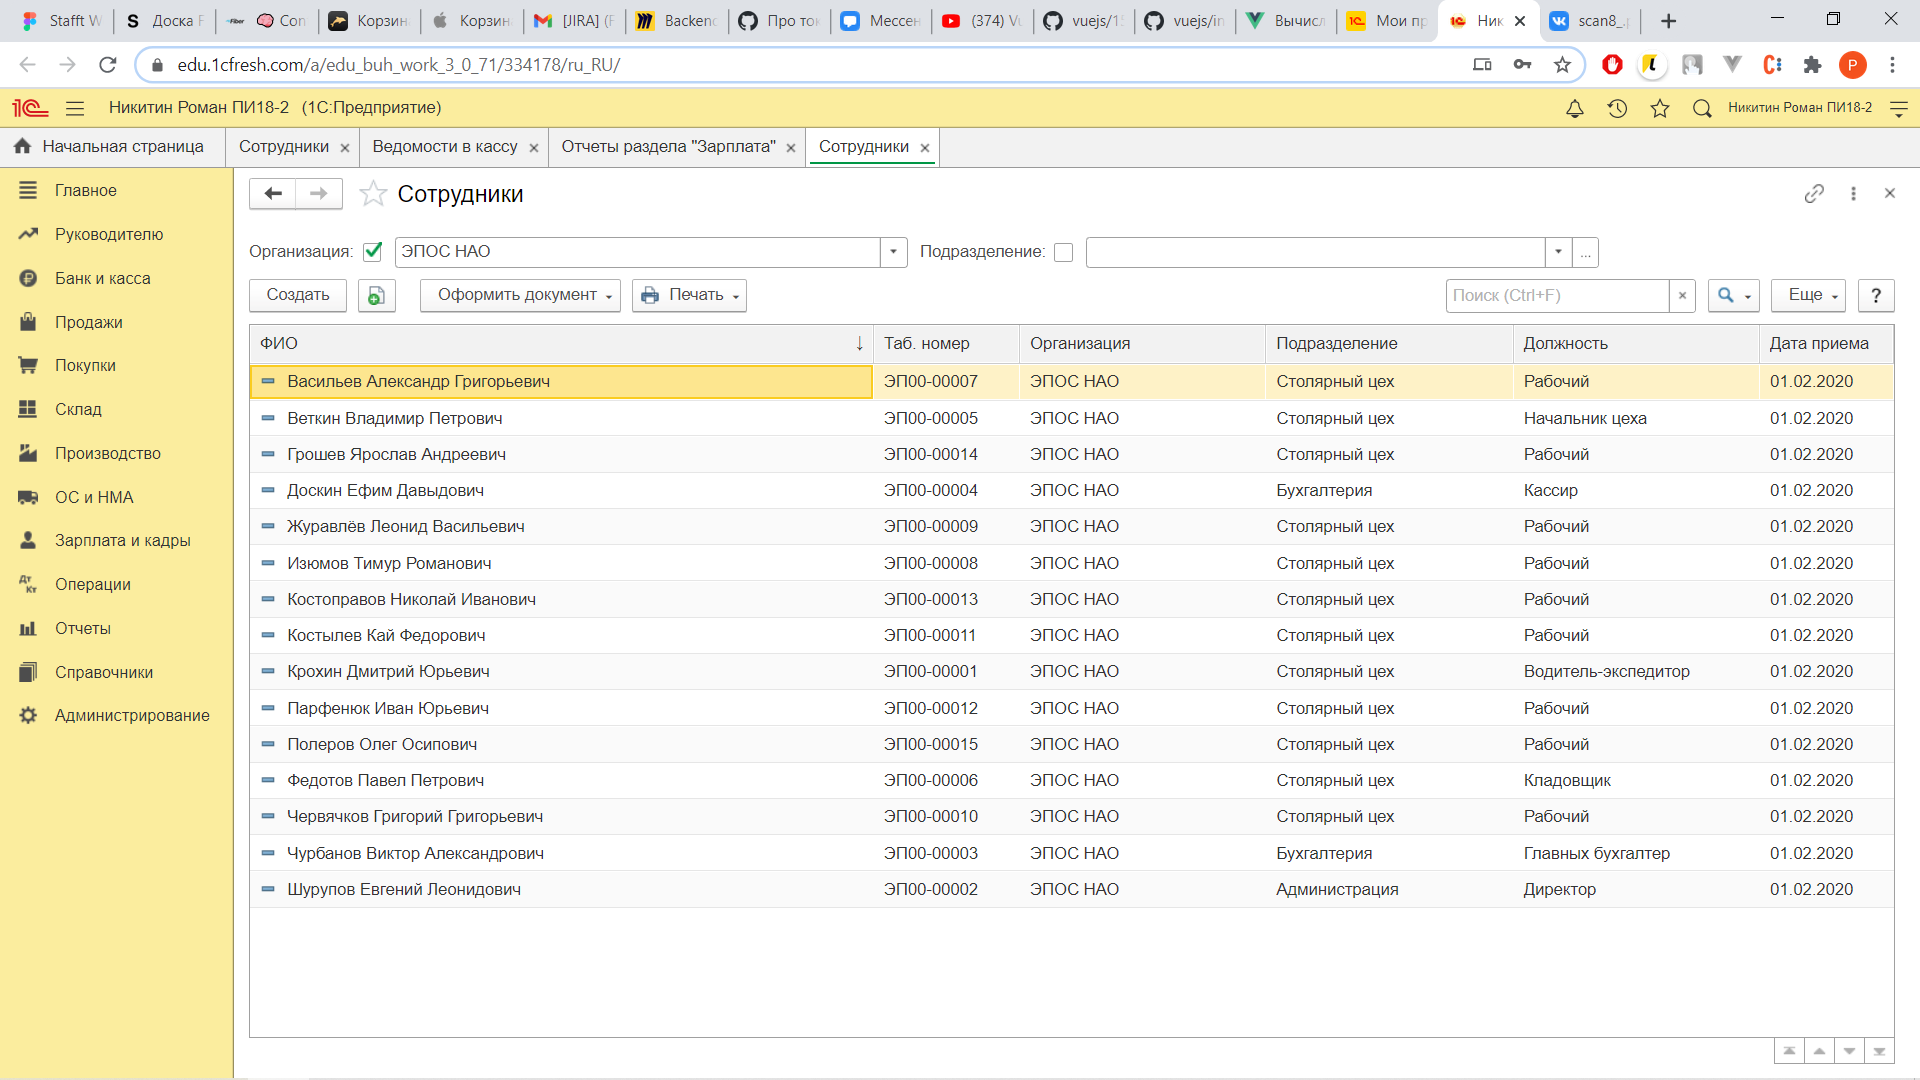 Stafft W
Доска F
Con
Корзина
Корзина
[JIRA] (F
Backend
Про ток
Мессен
(374) Vu
vuejs/15
vuejs/in
Вычисл
Мои пр
Ник
scan8_.
edu.1cfresh.com/a/edu_buh_work_3_0_71/334178/ru_RU/
Никитин Роман ПИ18-2 (1С:Предприятие)
Никитин Роман ПИ18-2
Начальная страница
Сотрудники
Ведомости в кассу
Отчеты раздела "Зарплата"
Сотрудники
Главное
Руководителю
Банк и касса
Продажи
Покупки
Склад
Производство
ОС и НМА
Зарплата и кадры
Операции
Отчеты
Справочники
Администрирование
Сотрудники
Организация: ЭПОС НАО Подразделение: ...
Создать Оформить документ Печать Поиск (Ctrl+F) × Еще ?
ФИО ↓ Таб. номер Организация Подразделение Должность Дата приема
Васильев Александр Григорьевич ЭП00-00007 ЭПОС НАО Столярный цех Рабочий 01.02.2020
Веткин Владимир Петрович ЭП00-00005 ЭПОС НАО Столярный цех Начальник цеха 01.02.2020
Грошев Ярослав Андреевич ЭП00-00014 ЭПОС НАО Столярный цех Рабочий 01.02.2020
Доскин Ефим Давыдович ЭП00-00004 ЭПОС НАО Бухгалтерия Кассир 01.02.2020
Журавлёв Леонид Васильевич ЭП00-00009 ЭПОС НАО Столярный цех Рабочий 01.02.2020
Изюмов Тимур Романович ЭП00-00008 ЭПОС НАО Столярный цех Рабочий 01.02.2020
Костоправов Николай Иванович ЭП00-00013 ЭПОС НАО Столярный цех Рабочий 01.02.2020
Костылев Кай Федорович ЭП00-00011 ЭПОС НАО Столярный цех Рабочий 01.02.2020
Крохин Дмитрий Юрьевич ЭП00-00001 ЭПОС НАО Столярный цех Водитель-экспедитор 01.02.2020
Парфенюк Иван Юрьевич ЭП00-00012 ЭПОС НАО Столярный цех Рабочий 01.02.2020
Полеров Олег Осипович ЭП00-00015 ЭПОС НАО Столярный цех Рабочий 01.02.2020
Федотов Павел Петрович ЭП00-00006 ЭПОС НАО Столярный цех Кладовщик 01.02.2020
Червячков Григорий Григорьевич ЭП00-00010 ЭПОС НАО Столярный цех Рабочий 01.02.2020
Чурбанов Виктор Александрович ЭП00-00003 ЭПОС НАО Бухгалтерия Главных бухгалтер 01.02.2020
Шурупов Евгений Леонидович ЭП00-00002 ЭПОС НАО Администрация Директор 01.02.2020